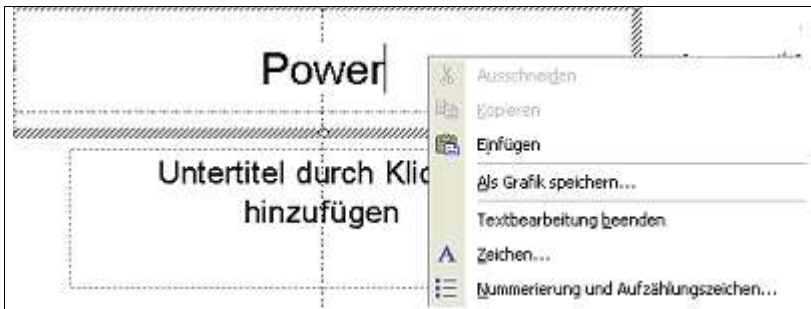 Power
Ausschneiden
Kopieren
Einfügen
Untertitel durch Klic
hinzufügen
Als Grafik speichern...
Textbearbeitung beenden
Zeichen...
Nummerierung und Aufzählungszeichen...